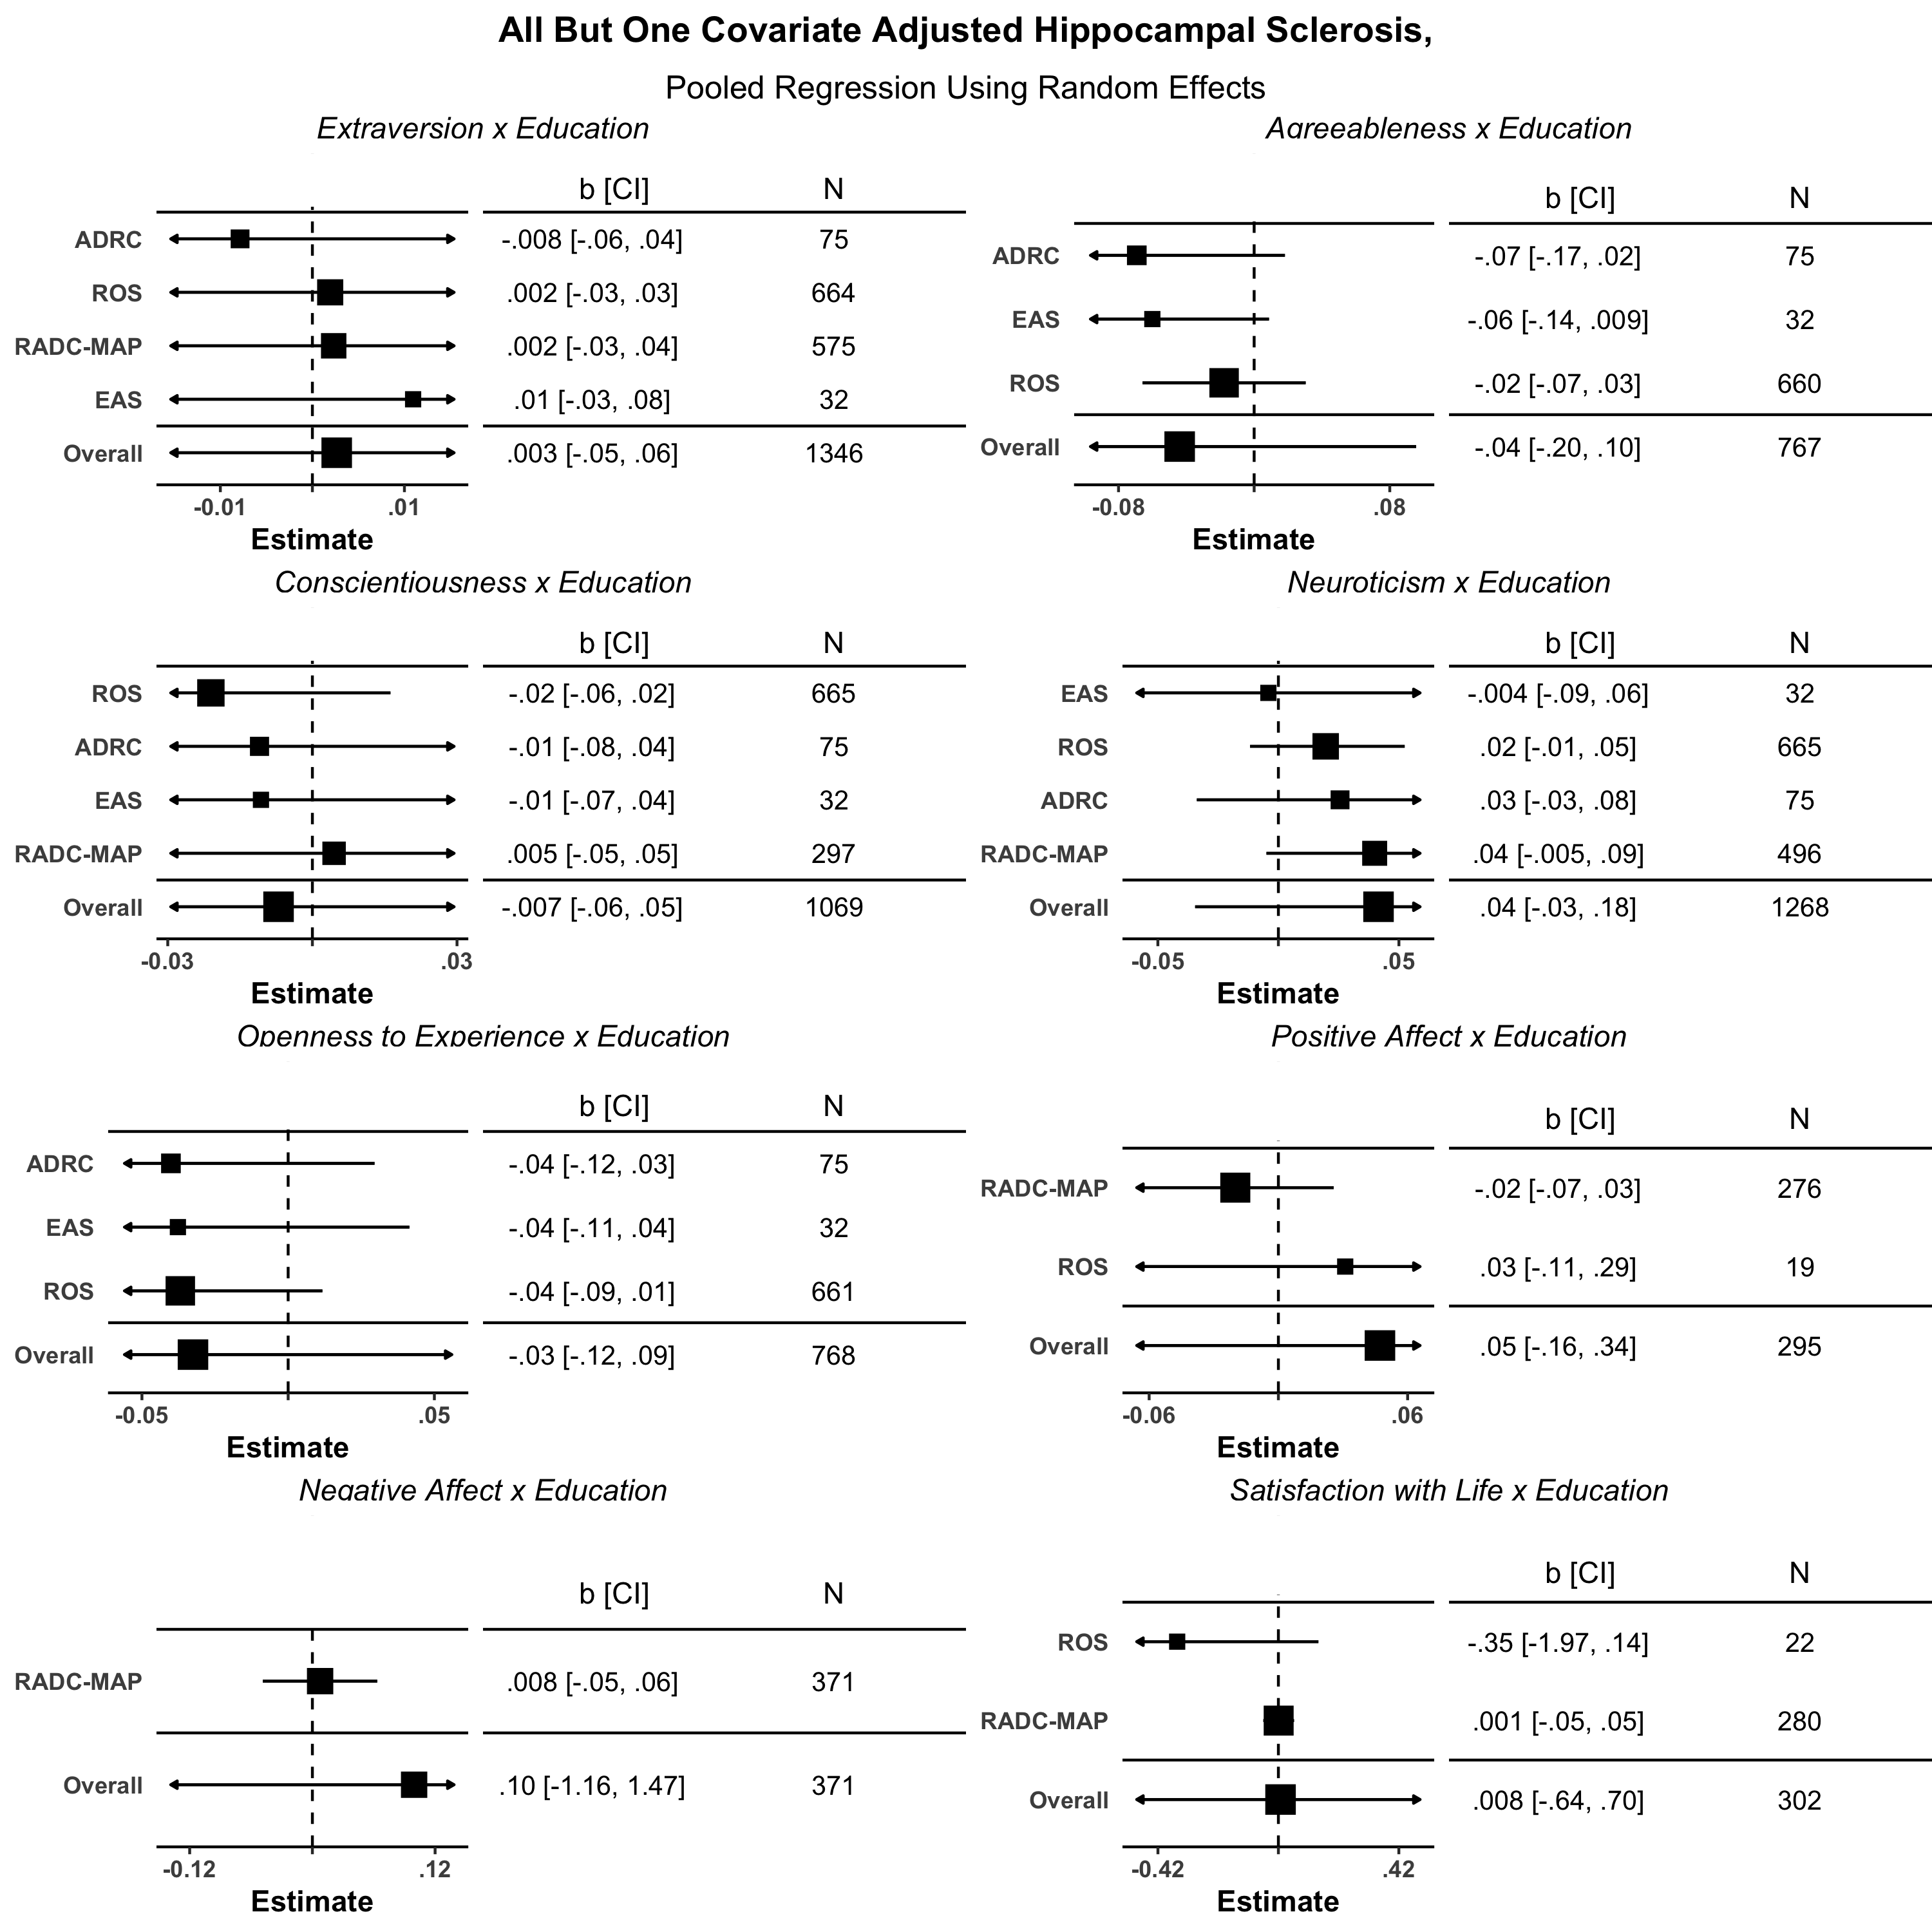 All But One Covariate Adjusted Hippocampal Sclerosis,
Pooled Regression Using Random Effects
Extraversion x Education
b [CI] N
ADRC -.008 [-.06, .04] 75
ROS .002 [-.03, .03] 664
RADC-MAP .002 [-.03, .04] 575
EAS .01 [-.03, .08] 32
Overall .003 [-.05, .06] 1346
-0.01 .01
Estimate
Agreeableness x Education
b [CI] N
ADRC -.07 [-.17, .02] 75
EAS -.06 [-.14, .009] 32
ROS -.02 [-.07, .03] 660
Overall -.04 [-.20, .10] 767
-0.08 .08
Estimate
Conscientiousness x Education
b [CI] N
ROS -.02 [-.06, .02] 665
ADRC -.01 [-.08, .04] 75
EAS -.01 [-.07, .04] 32
RADC-MAP .005 [-.05, .05] 297
Overall -.007 [-.06, .05] 1069
-0.03 .03
Estimate
Neuroticism x Education
b [CI] N
EAS -.004 [-.09, .06] 32
ROS .02 [-.01, .05] 665
ADRC .03 [-.03, .08] 75
RADC-MAP .04 [-.005, .09] 496
Overall .04 [-.03, .18] 1268
-0.05 .05
Estimate
Openness to Experience x Education
b [CI] N
ADRC -.04 [-.12, .03] 75
EAS -.04 [-.11, .04] 32
ROS -.04 [-.09, .01] 661
Overall -.03 [-.12, .09] 768
-0.05 .05
Estimate
Positive Affect x Education
b [CI] N
RADC-MAP -.02 [-.07, .03] 276
ROS .03 [-.11, .29] 19
Overall .05 [-.16, .34] 295
-0.06 .06
Estimate
Negative Affect x Education
b [CI] N
RADC-MAP .008 [-.05, .06] 371
Overall .10 [-1.16, 1.47] 371
-0.12 .12
Estimate
Satisfaction with Life x Education
b [CI] N
ROS -.35 [-1.97, .14] 22
RADC-MAP .001 [-.05, .05] 280
Overall .008 [-.64, .70] 302
-0.42 .42
Estimate